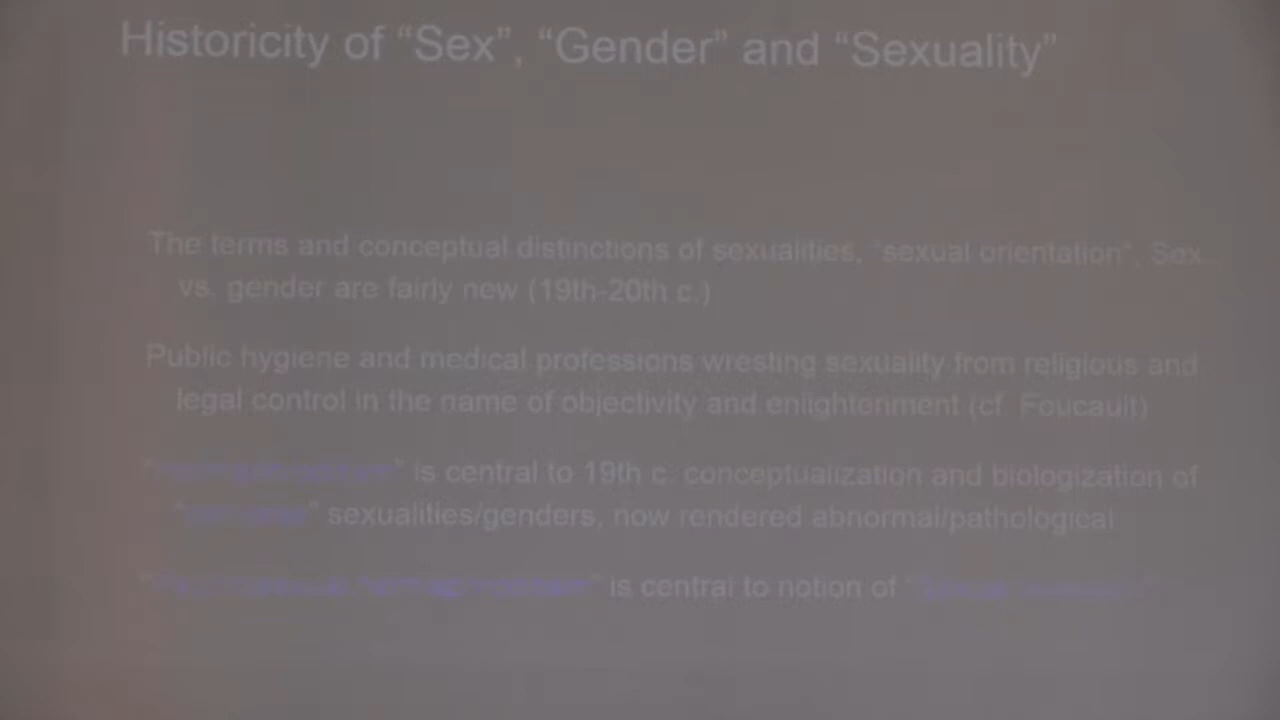 Historicity of “Sex”, “Gender” and “Sexuality”
The terms and conceptual distinctions of sexualities, "sexual orientation", Sex
vs. gender are fairly new (19th-20th c.)
Public hygiene and medical professions wresting sexuality from religious and
legal control in the name of objectivity and enlightenment (cf. Foucault)
" " is central to 19th c. conceptualization and biologization of
" " sexualities/genders, now rendered abnormal/pathological
" " is central to notion of " "